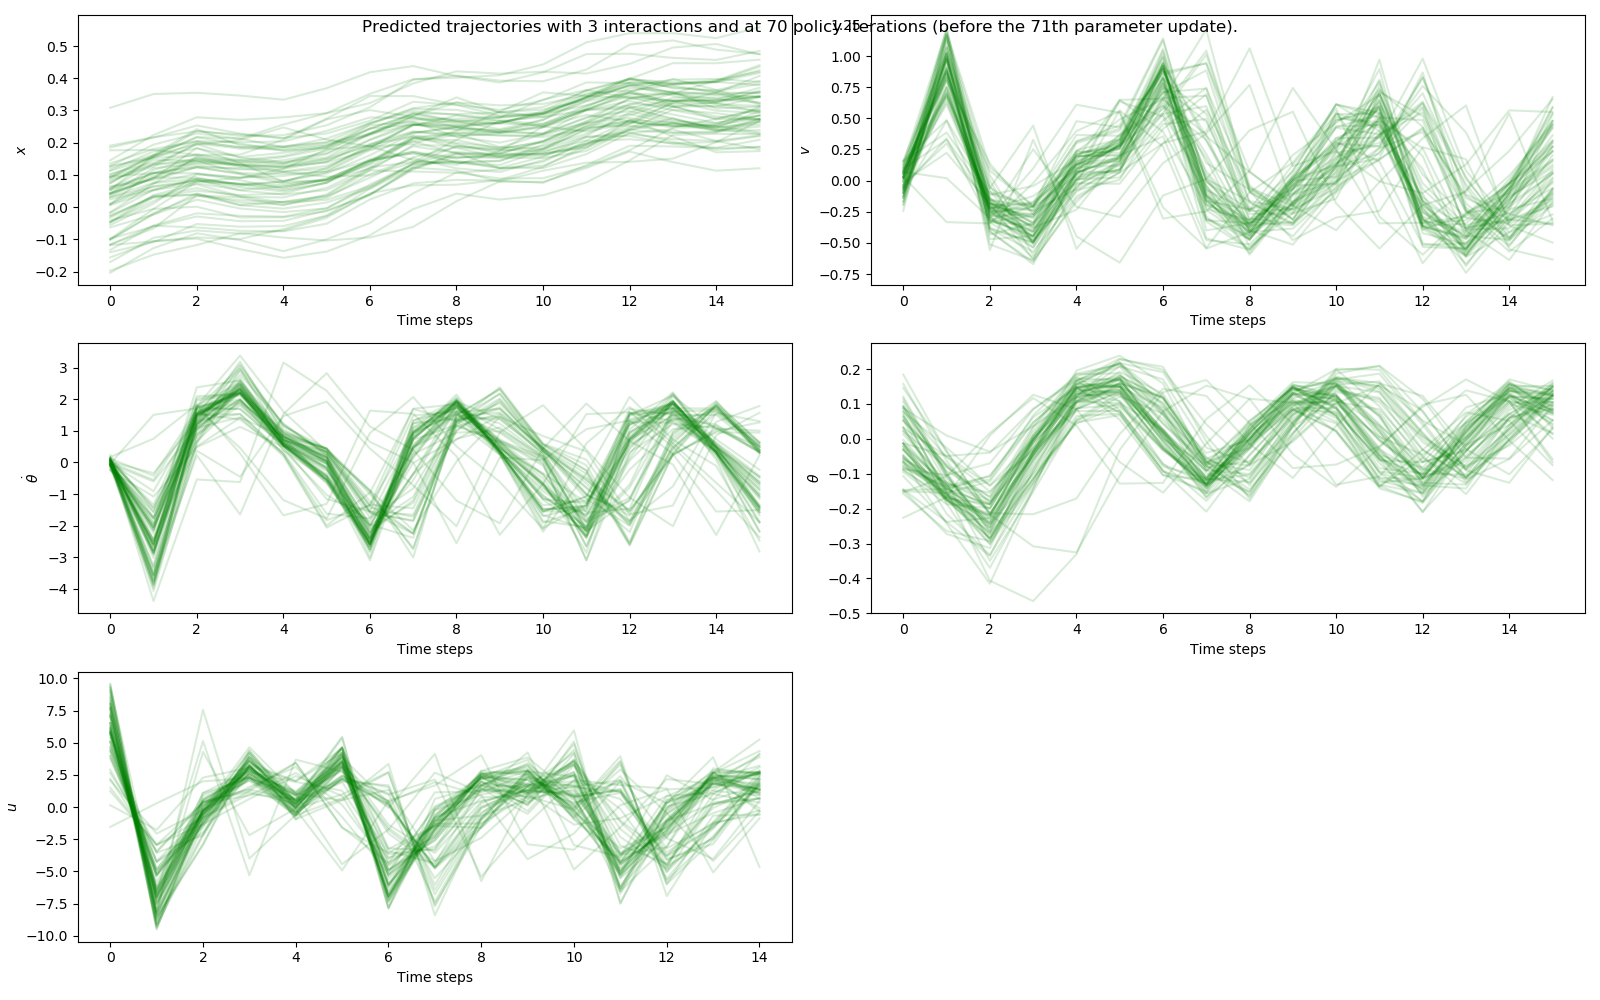 Predicted trajectories with 3 interactions and at 70 policy iterations (before the 71th parameter update).
0.5
0.4
0.3
0.2
0.1
0.0
−0.1
−0.2
x
0 2 4 6 8 10 12 14
Time steps
1.25
1.00
0.75
0.50
0.25
0.00
−0.25
−0.50
−0.75
v
0 2 4 6 8 10 12 14
Time steps
3
2
1
0
−1
−2
−3
−4
θ̇
0 2 4 6 8 10 12 14
Time steps
0.2
0.1
0.0
−0.1
−0.2
−0.3
−0.4
−0.5
θ
0 2 4 6 8 10 12 14
Time steps
10.0
7.5
5.0
2.5
0.0
−2.5
−5.0
−7.5
−10.0
u
0 2 4 6 8 10 12 14
Time steps